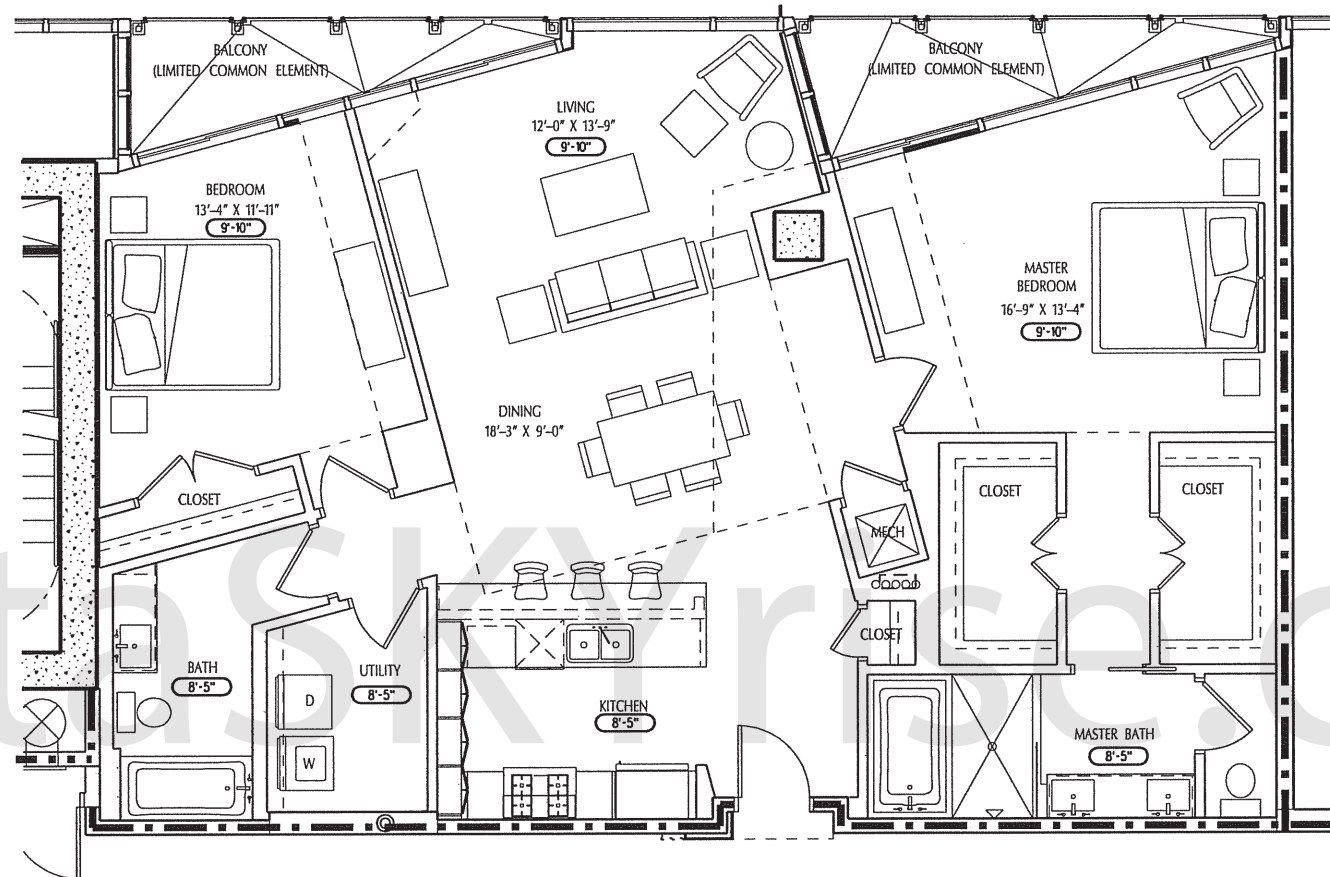 BALCONY
(LIMITED COMMON ELEMENT)
BALCONY
(LIMITED COMMON ELEMENT)
LIVING
12'-0" X 13'-9"
9'-10"
BEDROOM
13'-4" X 11'-11"
9'-10"
MASTER
BEDROOM
16'-9" X 13'-4"
9'-10"
DINING
18'-3" X 9'-0"
CLOSET
CLOSET
CLOSET
MECH
CLOSET
BATH
8'-5"
UTILITY
8'-5"
D
W
KITCHEN
8'-5"
MASTER BATH
8'-5"
taSKYrise.c